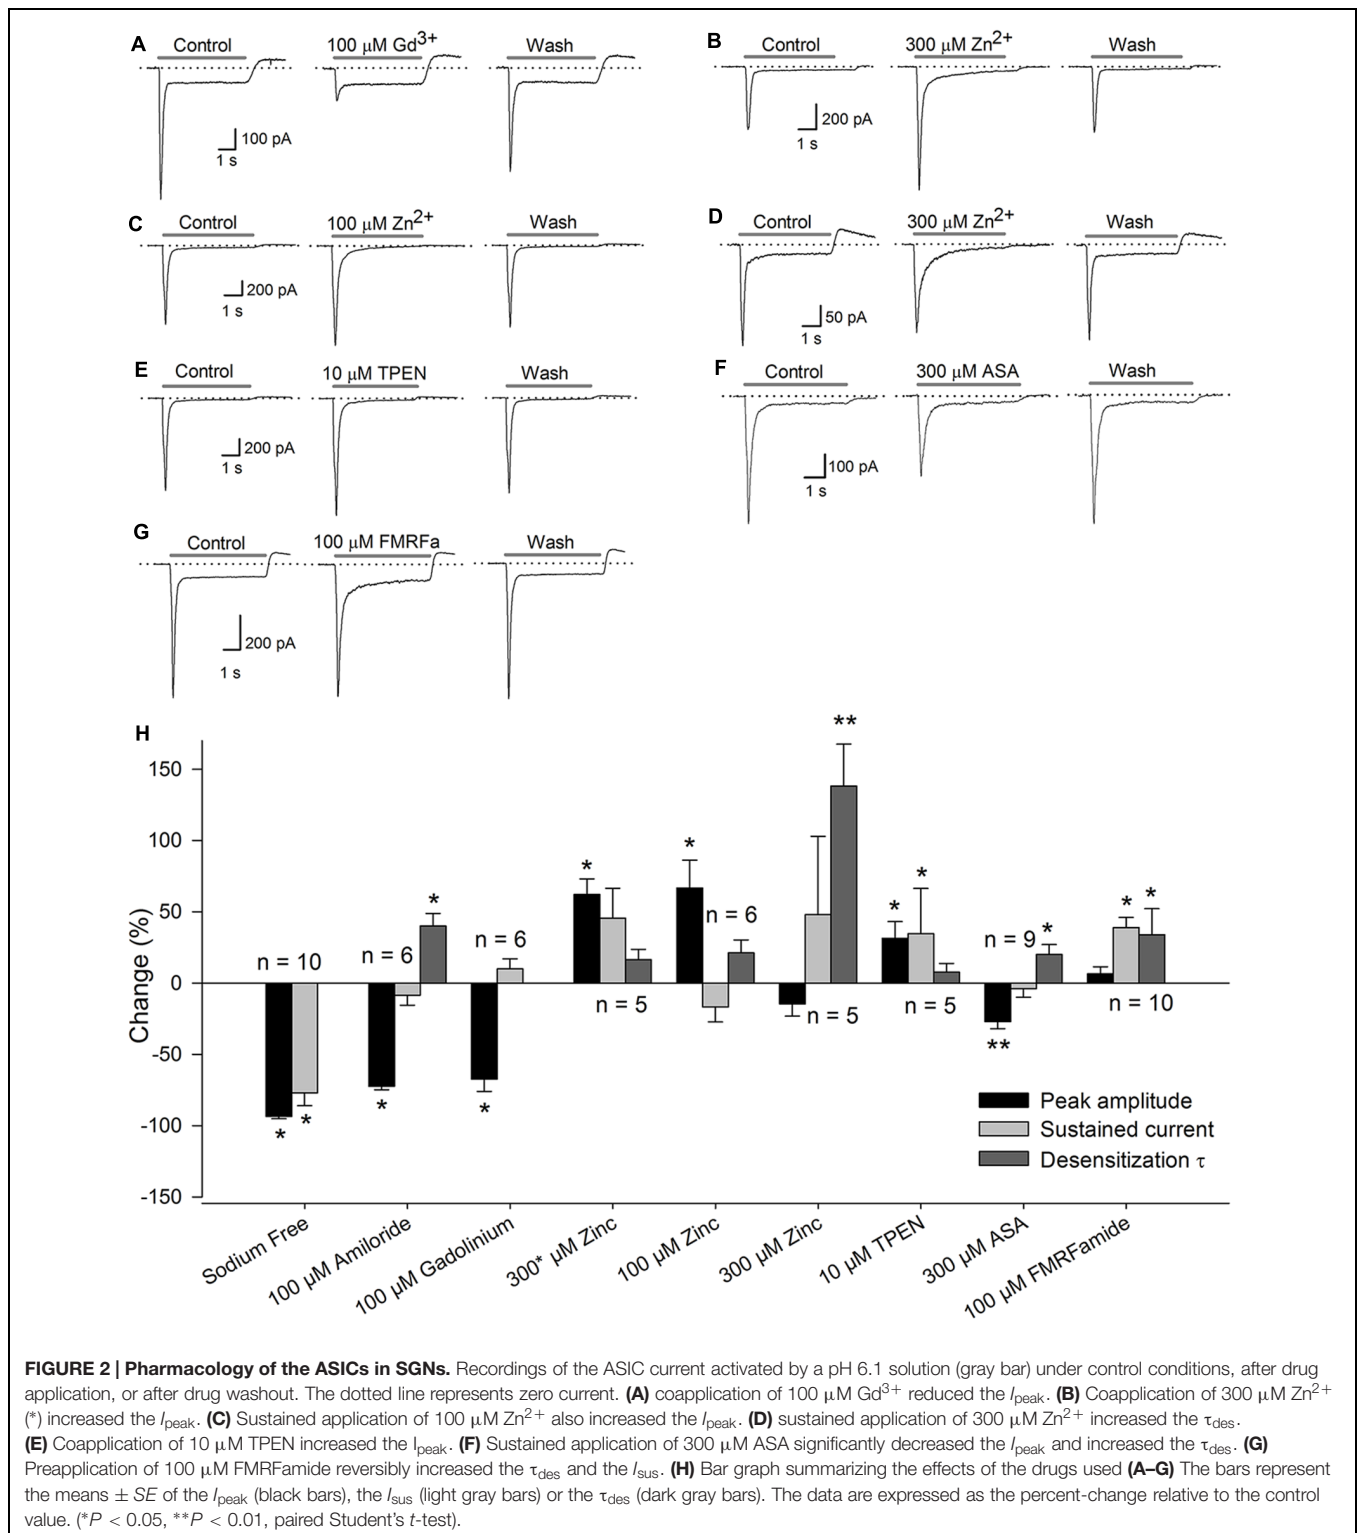 A
Control
100 μM Gd3+
Wash
100 pA
1 s
B
Control
300 μM Zn2+
Wash
200 pA
1 s
C
Control
100 μM Zn2+
Wash
200 pA
1 s
D
Control
300 μM Zn2+
Wash
50 pA
1 s
E
Control
10 μM TPEN
Wash
200 pA
1 s
F
Control
300 μM ASA
Wash
100 pA
1 s
G
Control
100 μM FMRFa
Wash
200 pA
1 s
H
Change (%)
150
100
50
0
-50
-100
-150
n = 10
* *
n = 6
* *
n = 6
*
*
n = 5
*
n = 6
**
n = 5
* *
n = 5
n = 9
* **
* *
n = 10
Peak amplitude
Sustained current
Desensitization τ
Sodium Free
100 μM Amiloride
100 μM Gadolinium
300* μM Zinc
100 μM Zinc
300 μM Zinc
10 μM TPEN
300 μM ASA
100 μM FMRFamide
FIGURE 2 | Pharmacology of the ASICs in SGNs. Recordings of the ASIC current activated by a pH 6.1 solution (gray bar) under control conditions, after drug
application, or after drug washout. The dotted line represents zero current. (A) coapplication of 100 μM Gd3+ reduced the Ipeak. (B) Coapplication of 300 μM Zn2+
(*) increased the Ipeak. (C) Sustained application of 100 μM Zn2+ also increased the Ipeak. (D) sustained application of 300 μM Zn2+ increased the τdes.
(E) Coapplication of 10 μM TPEN increased the Ipeak. (F) Sustained application of 300 μM ASA significantly decreased the Ipeak and increased the τdes. (G)
Preapplication of 100 μM FMRFamide reversibly increased the τdes and the Isus. (H) Bar graph summarizing the effects of the drugs used (A–G) The bars represent
the means ± SE of the Ipeak (black bars), the Isus (light gray bars) or the τdes (dark gray bars). The data are expressed as the percent-change relative to the control
value. (*P < 0.05, **P < 0.01, paired Student's t-test).